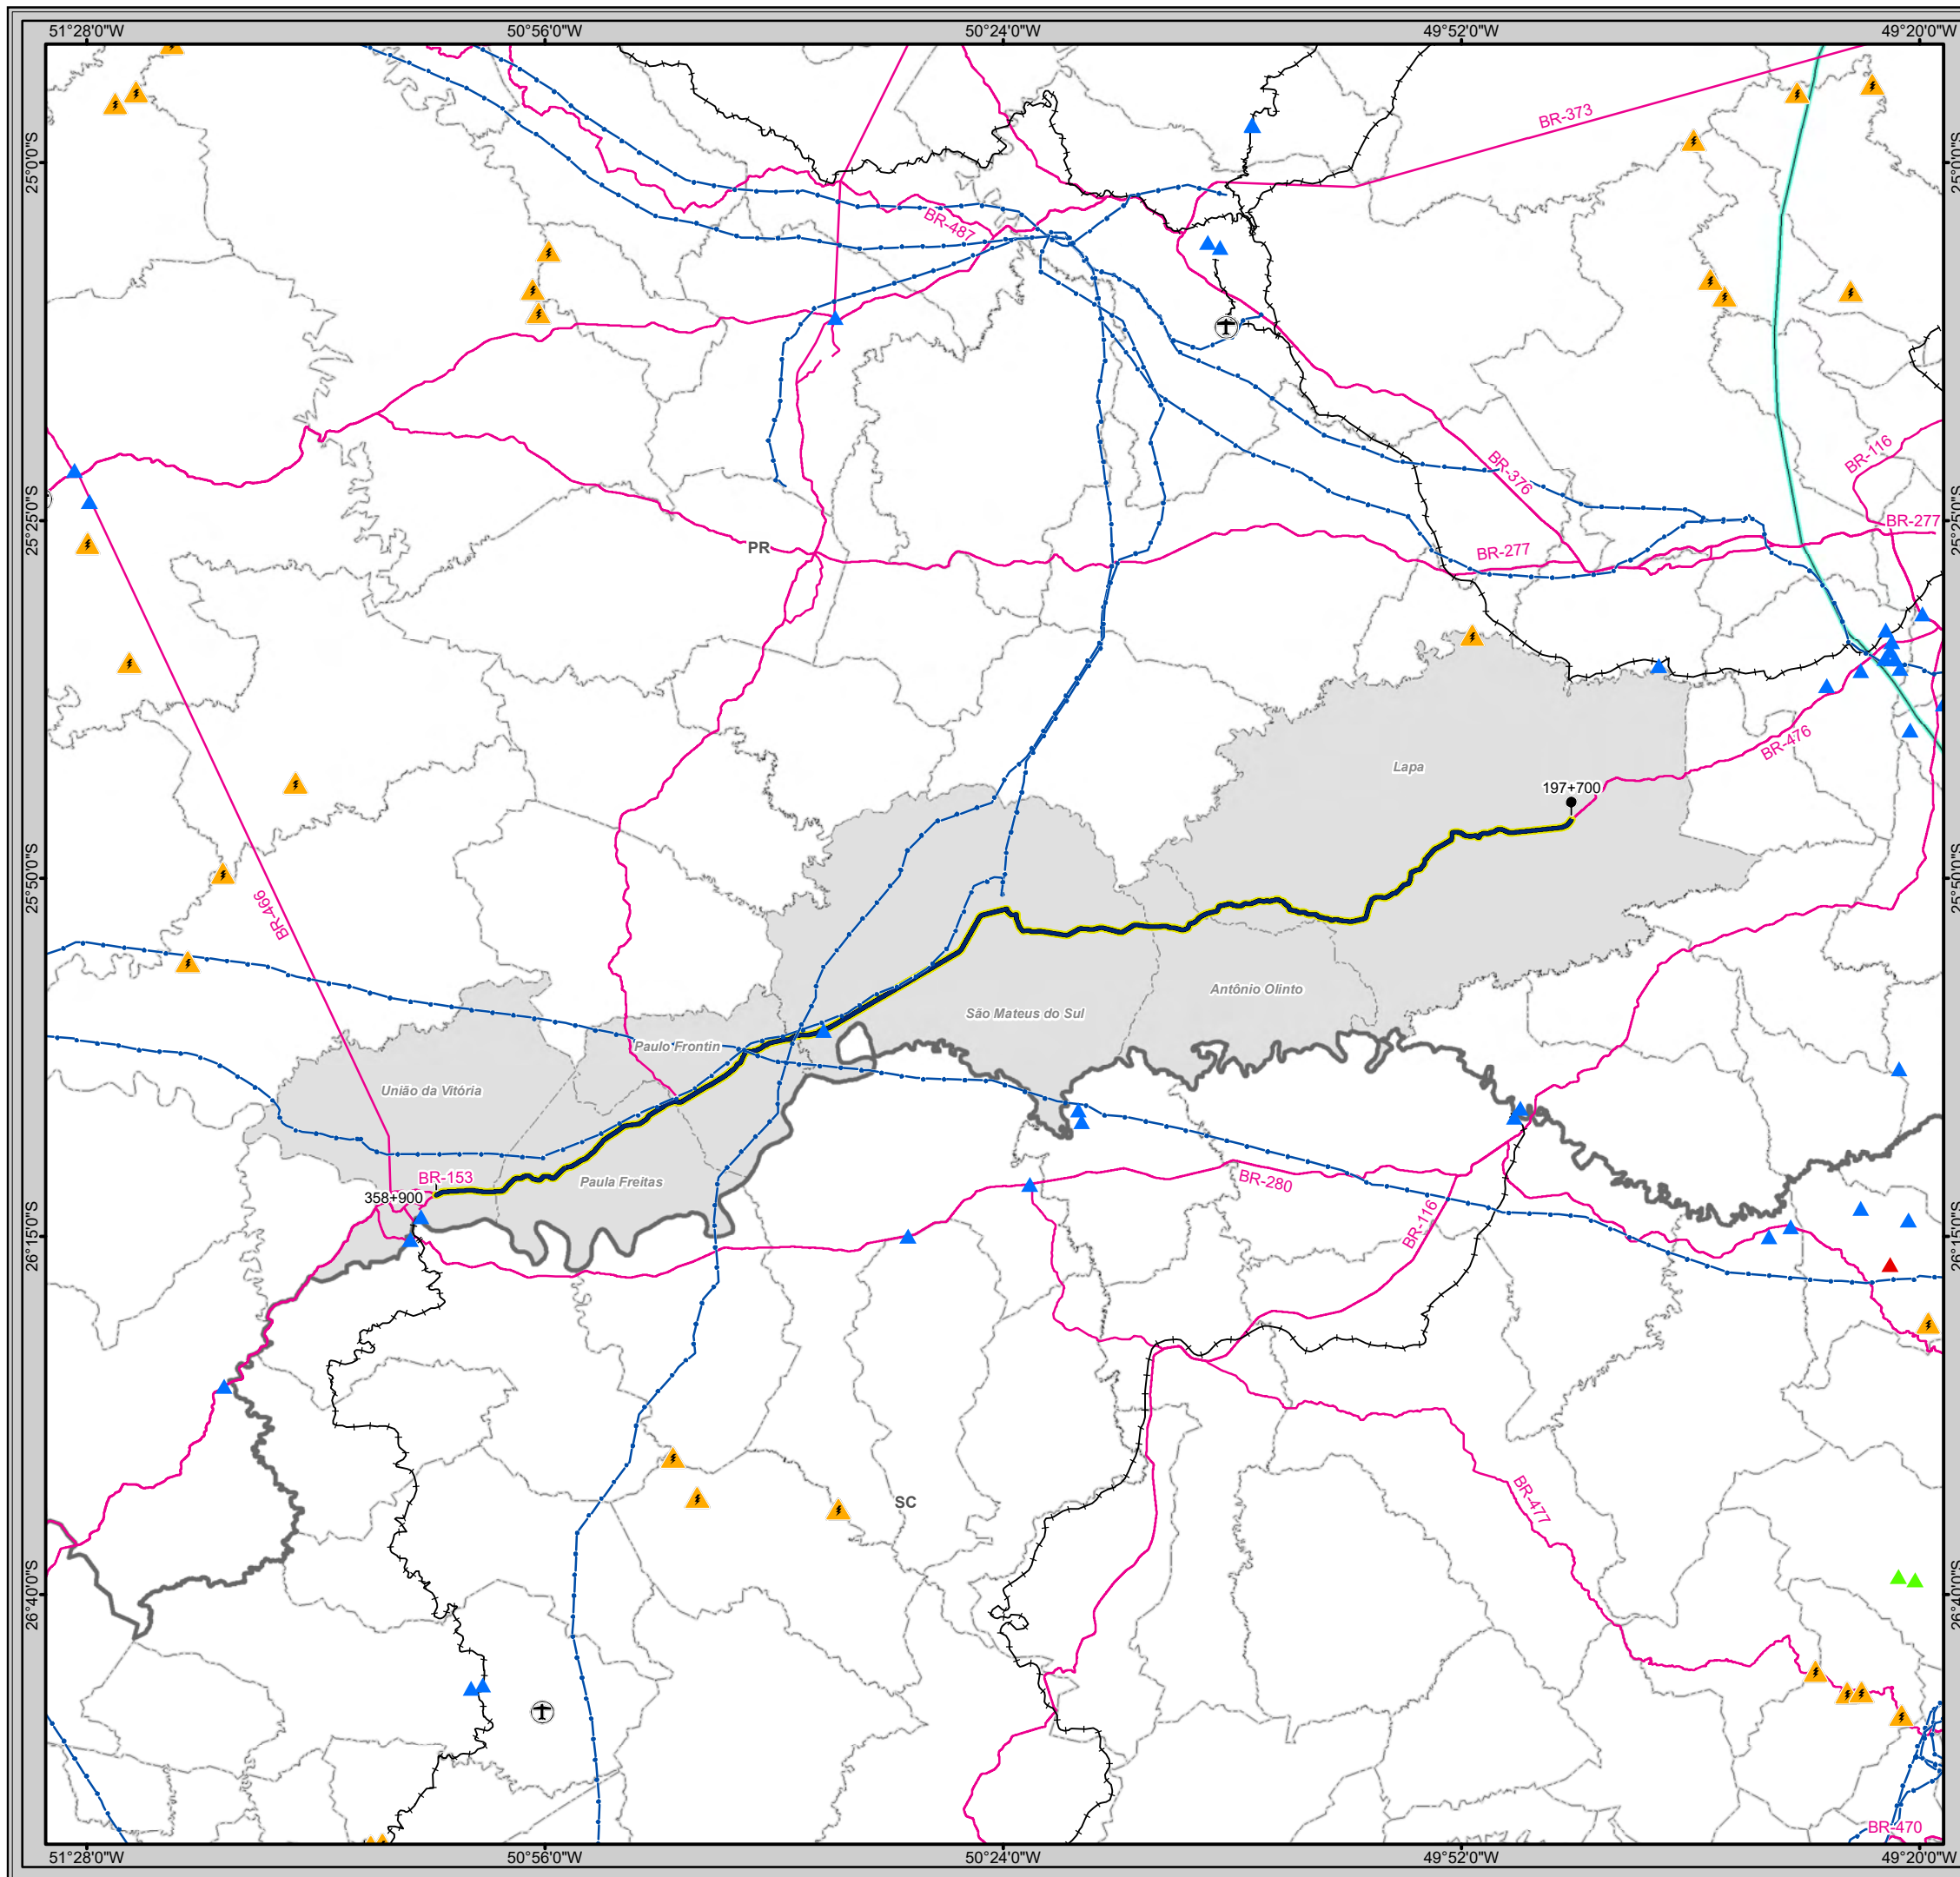 51°28'0"W
50°56'0"W
50°24'0"W
49°52'0"W
49°20'0"W
25°0'0"S
25°0'0"S
BR-373
BR-487
BR-116
BR-376
25°25'0"S
25°25'0"S
BR-277
PR
BR-277
BR-476
Lapa
197+700
25°50'0"S
25°50'0"S
BR-466
Antônio Olinto
São Mateus do Sul
Paulo Frontin
União da Vitória
BR-153
Paula Freitas
358+900
BR-280
BR-116
26°15'0"S
26°15'0"S
SC
BR-477
26°40'0"S
26°40'0"S
BR-470
51°28'0"W
50°56'0"W
50°24'0"W
49°52'0"W
49°20'0"W